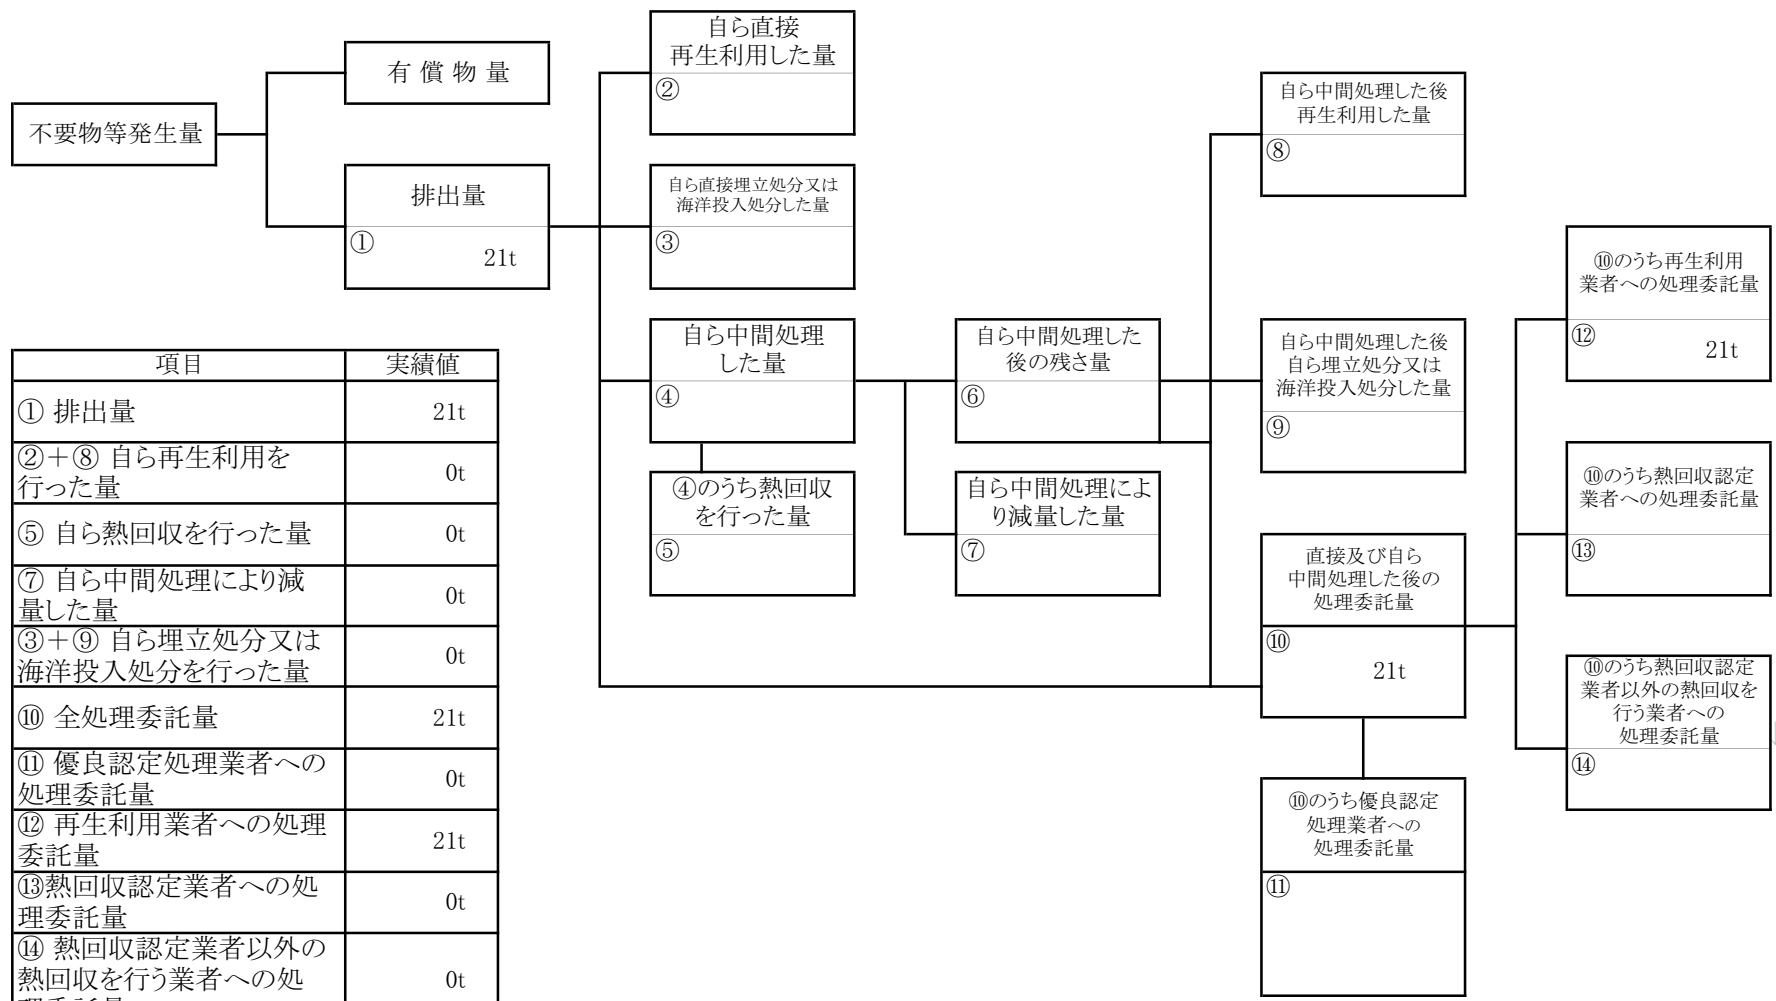 自ら直接
再生利用した量
②
有 償 物 量
不要物等発生量
排出量
①
21t
自ら直接埋立処分又は
海洋投入処分した量
③
自ら中間処理した後
再生利用した量
⑧
⑩のうち再生利用
業者への処理委託量
⑫
21t
自ら中間処理
した量
④
自ら中間処理した
後の残さ量
⑥
自ら中間処理した後
自ら埋立処分又は
海洋投入処分した量
⑨
④のうち熱回収
を行った量
⑤
自ら中間処理によ
り減量した量
⑦
⑩のうち熱回収認定
業者への処理委託量
⑬
直接及び自ら
中間処理した後の
処理委託量
⑩
21t
⑩のうち熱回収認定
業者以外の熱回収を
行う業者への
処理委託量
⑭
⑩のうち優良認定
処理業者への
処理委託量
⑪
項目 実績値
① 排出量 21t
②＋⑧ 自ら再生利用を
行った量 0t
⑤ 自ら熱回収を行った量 0t
⑦ 自ら中間処理により減
量した量 0t
③＋⑨ 自ら埋立処分又は
海洋投入処分を行った量 0t
⑩ 全処理委託量 21t
⑪ 優良認定処理業者への
処理委託量 0t
⑫ 再生利用業者への処理
委託量 21t
⑬熱回収認定業者への処
理委託量 0t
⑭ 熱回収認定業者以外の
熱回収を行う業者への処 0t